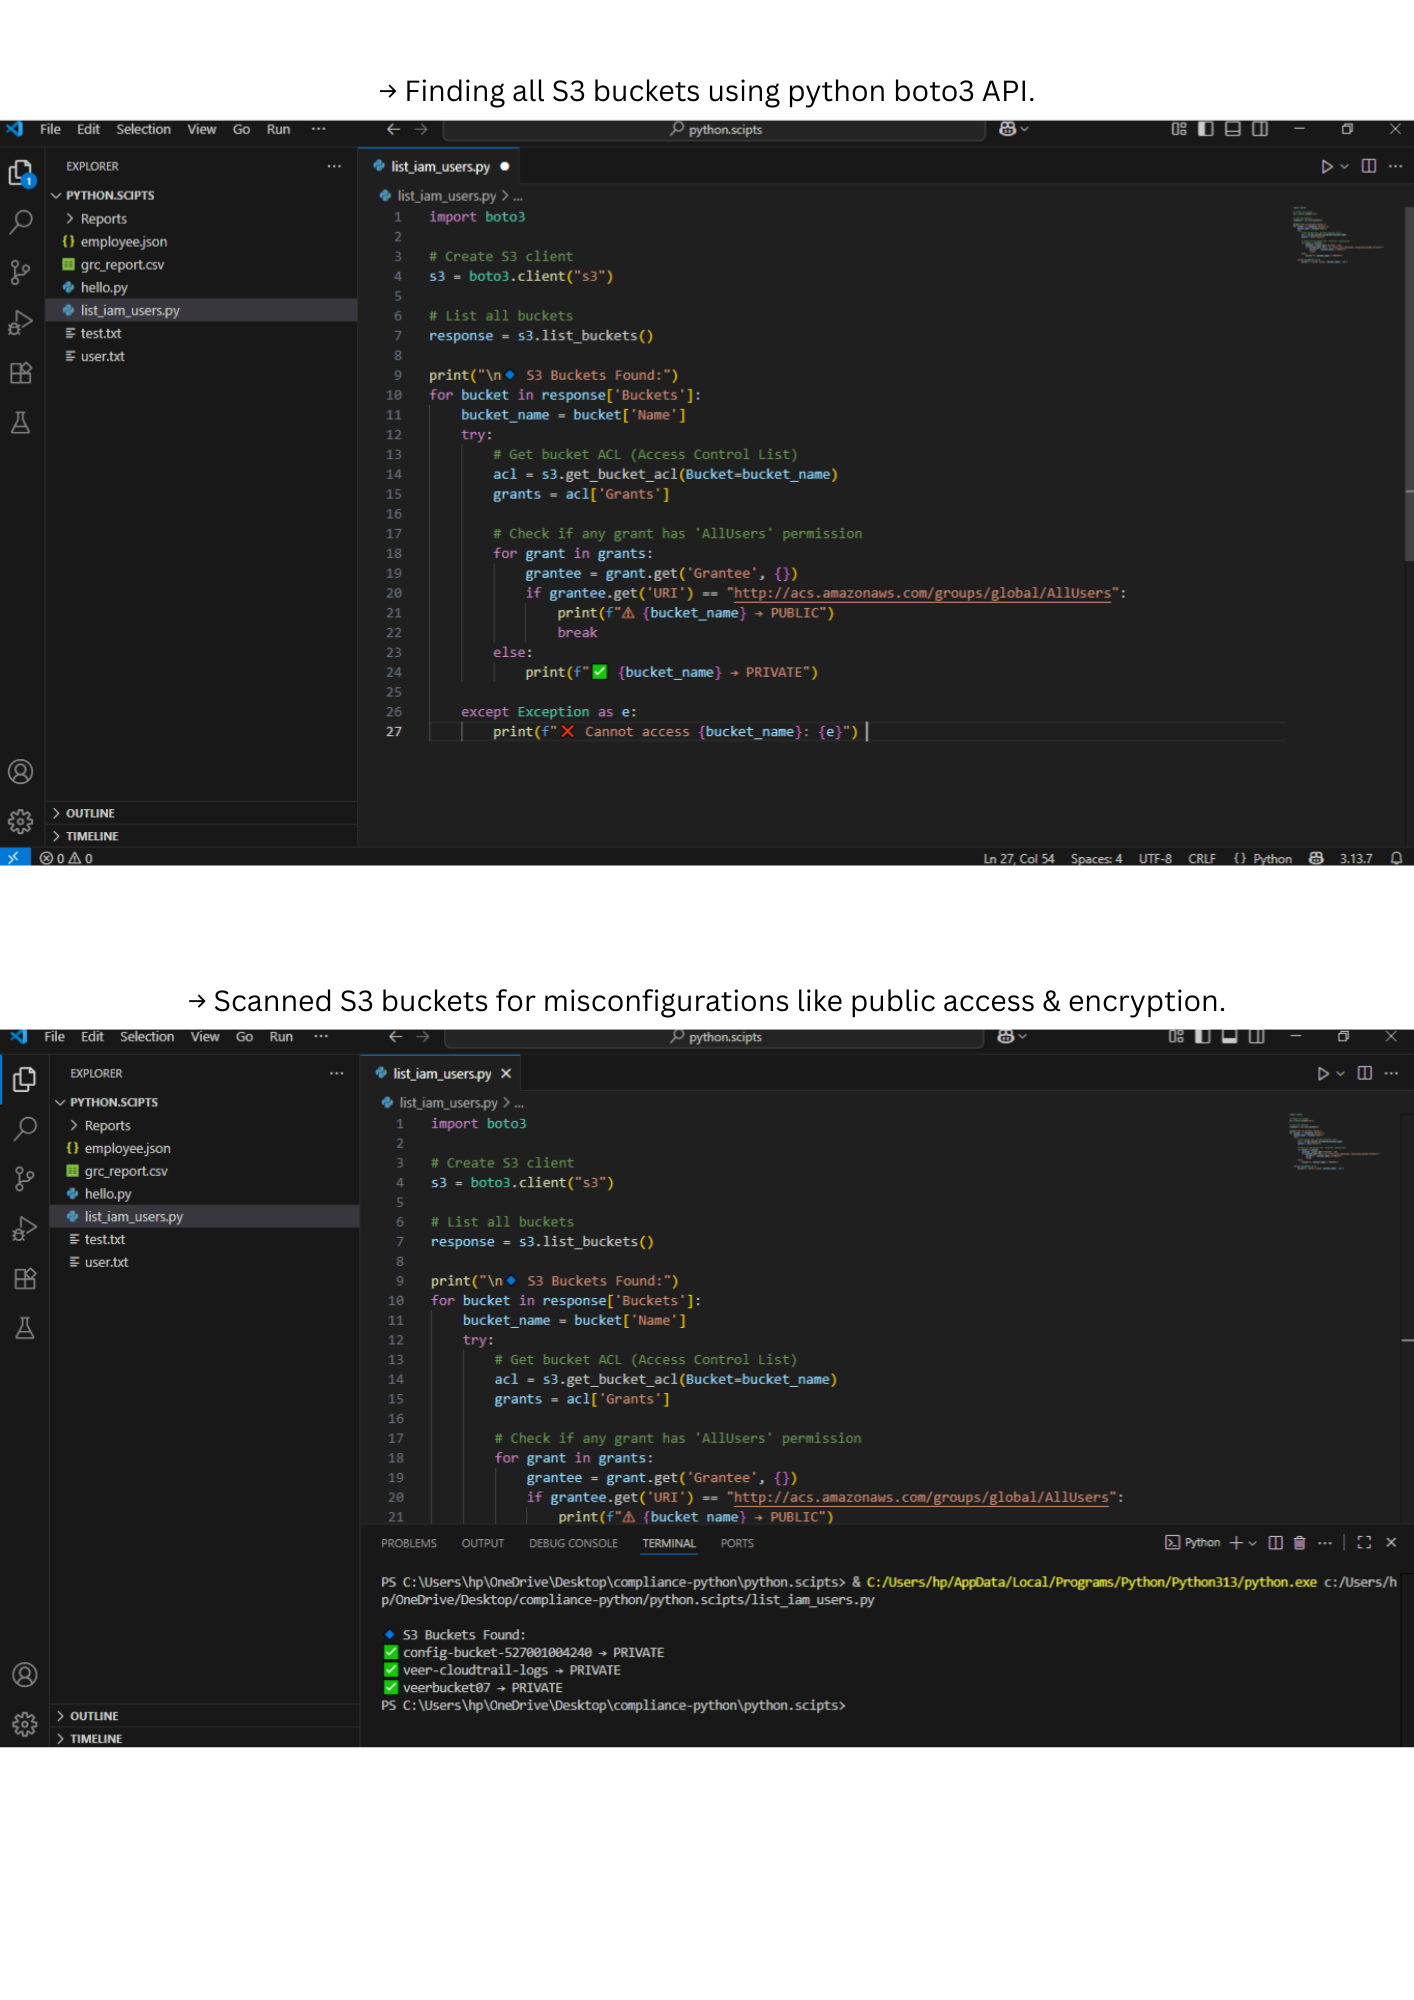 → Finding all S3 buckets using python boto3 API.
File Edit Selection View Go Run ··· python.scipts
EXPLORER ···
PYTHON.SCIPTS
Reports
{} employee.json
grc_report.csv
hello.py
list_iam_users.py
test.txt
user.txt
OUTLINE
TIMELINE
1
list_iam_users.py ●
list_iam_users.py > ...
1 import boto3
2
3 # Create S3 client
4 s3 = boto3.client("s3")
5
6 # List all buckets
7 response = s3.list_buckets()
8
9 print("\n🔹 S3 Buckets Found:")
10 for bucket in response['Buckets']:
11 bucket_name = bucket['Name']
12 try:
13 # Get bucket ACL (Access Control List)
14 acl = s3.get_bucket_acl(Bucket=bucket_name)
15 grants = acl['Grants']
16
17 # Check if any grant has 'AllUsers' permission
18 for grant in grants:
19 grantee = grant.get('Grantee', {})
20 if grantee.get('URI') == "http://acs.amazonaws.com/groups/global/AllUsers":
21 print(f"⚠ {bucket_name} → PUBLIC")
22 break
23 else:
24 print(f"✅ {bucket_name} → PRIVATE")
25
26 except Exception as e:
27 print(f"❌ Cannot access {bucket_name}: {e}")
0 0 Ln 27, Col 54 Spaces: 4 UTF-8 CRLF {} Python 3.13.7
→ Scanned S3 buckets for misconfigurations like public access & encryption.
File Edit Selection View Go Run ··· python.scipts
EXPLORER ···
PYTHON.SCIPTS
Reports
{} employee.json
grc_report.csv
hello.py
list_iam_users.py
test.txt
user.txt
OUTLINE
TIMELINE
list_iam_users.py ×
list_iam_users.py > ...
1 import boto3
2
3 # Create S3 client
4 s3 = boto3.client("s3")
5
6 # List all buckets
7 response = s3.list_buckets()
8
9 print("\n🔹 S3 Buckets Found:")
10 for bucket in response['Buckets']:
11 bucket_name = bucket['Name']
12 try:
13 # Get bucket ACL (Access Control List)
14 acl = s3.get_bucket_acl(Bucket=bucket_name)
15 grants = acl['Grants']
16
17 # Check if any grant has 'AllUsers' permission
18 for grant in grants:
19 grantee = grant.get('Grantee', {})
20 if grantee.get('URI') == "http://acs.amazonaws.com/groups/global/AllUsers":
21 print(f"⚠ {bucket_name} → PUBLIC")
PROBLEMS OUTPUT DEBUG CONSOLE TERMINAL PORTS Python
PS C:\Users\hp\OneDrive\Desktop\compliance-python\python.scipts> & C:/Users/hp/AppData/Local/Programs/Python/Python313/python.exe c:/Users/h
p/OneDrive/Desktop/compliance-python/python.scipts/list_iam_users.py
🔹 S3 Buckets Found:
✅ config-bucket-527001004240 → PRIVATE
✅ veer-cloudtrail-logs → PRIVATE
✅ veerbucket07 → PRIVATE
PS C:\Users\hp\OneDrive\Desktop\compliance-python\python.scipts>